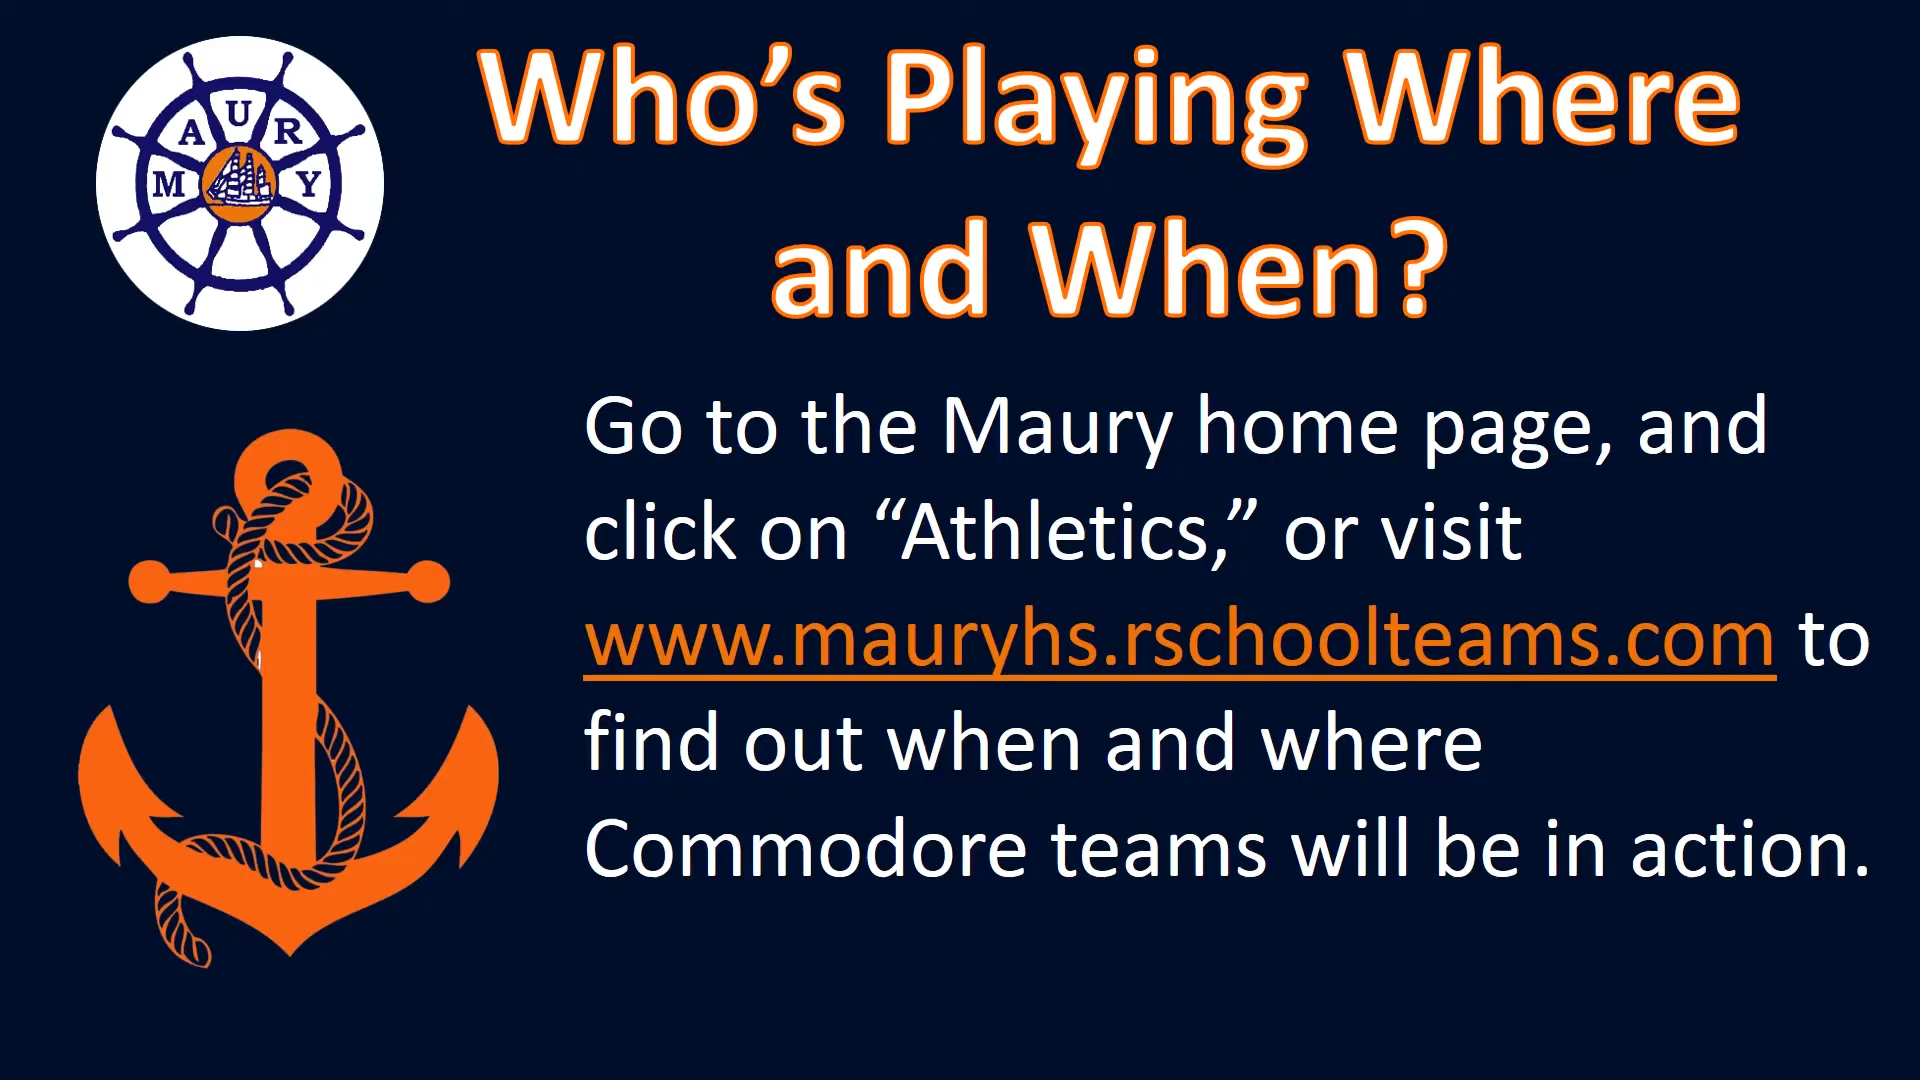 MAURY
Who’s Playing Where
and When?
Go to the Maury home page, and
click on “Athletics,” or visit
www.mauryhs.rschoolteams.com to
find out when and where
Commodore teams will be in action.